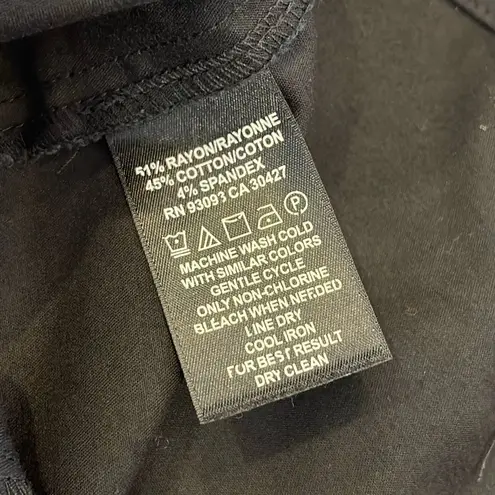 51% RAYON/RAYONNE
45% COTTON/COTON
4% SPANDEX
RN 93093 CA 30427
P
MACHINE WASH COLD
WITH SIMILAR COLORS
GENTLE CYCLE
ONLY NON-CHLORINE
BLEACH WHEN NEEDED
LINE DRY
COOL IRON
FOR BEST RESULT
DRY CLEAN